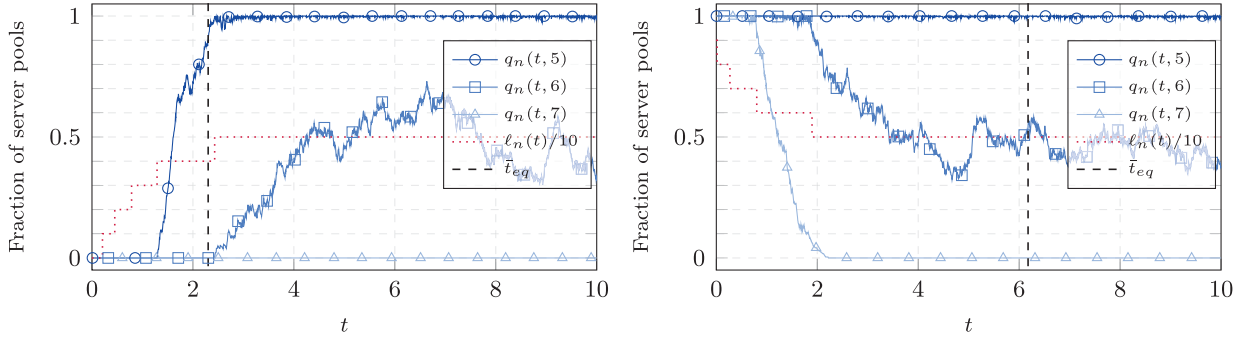 Fraction of server pools
1
0.5
0
0 2 4 6 8 10
t
q_n(t, 5)
q_n(t, 6)
q_n(t, 7)
ℓ_n(t)/10
t̄_eq
Fraction of server pools
1
0.5
0
0 2 4 6 8 10
t
q_n(t, 5)
q_n(t, 6)
q_n(t, 7)
ℓ_n(t)/10
t̄_eq